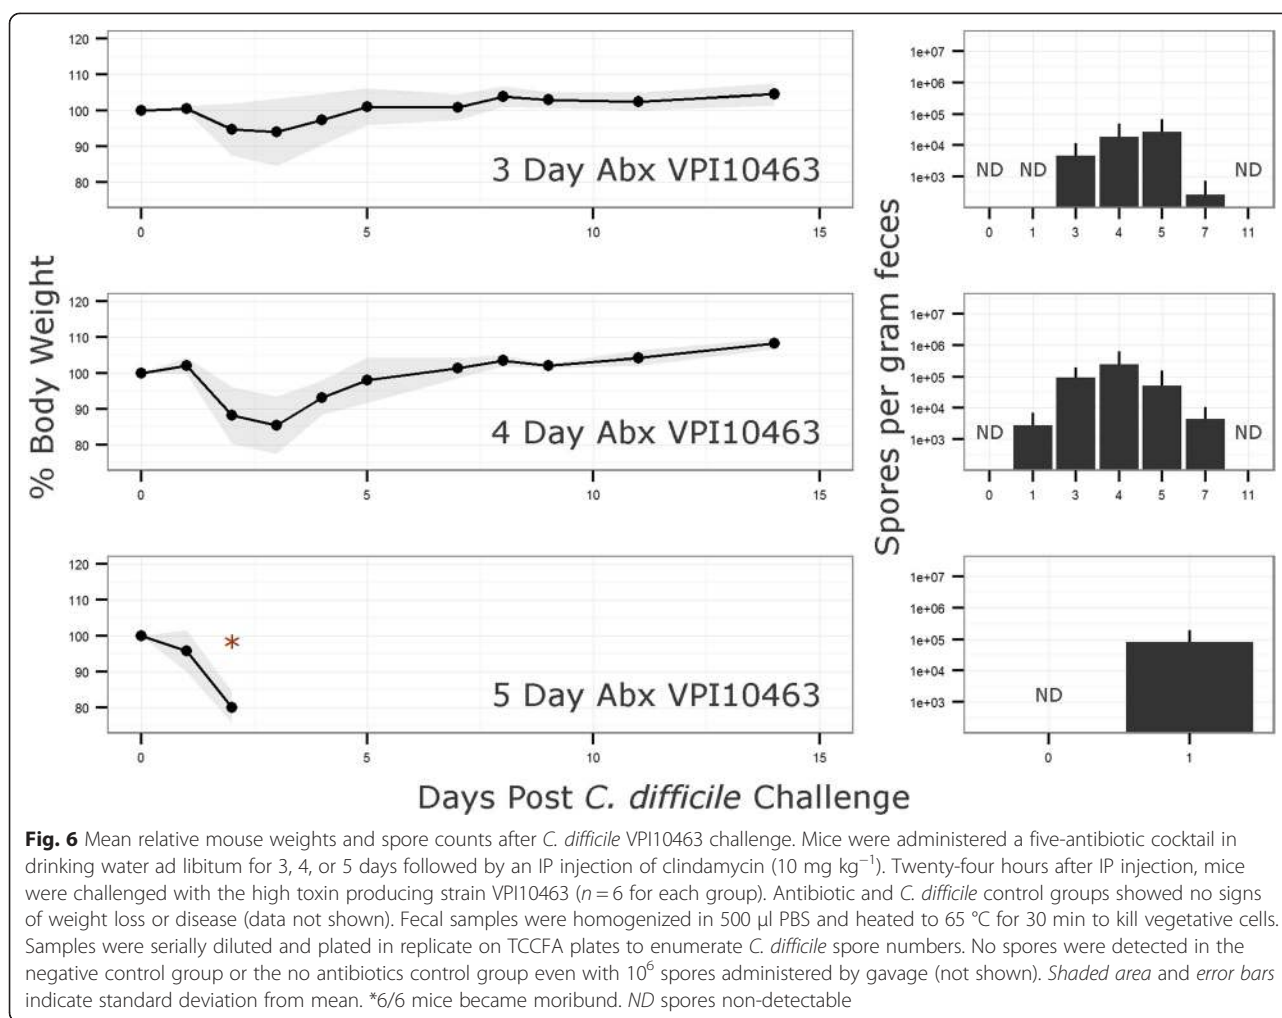 120
110
100
90
80
3 Day Abx VPI10463
0
5
10
15
1e+07
1e+06
1e+05
1e+04
1e+03
ND
ND
ND
0
1
3
4
5
7
11
% Body Weight
120
110
100
90
80
4 Day Abx VPI10463
0
5
10
15
Spores per gram feces
1e+07
1e+06
1e+05
1e+04
1e+03
ND
ND
0
1
3
4
5
7
11
120
110
100
90
80
*
5 Day Abx VPI10463
0
5
10
15
1e+07
1e+06
1e+05
1e+04
1e+03
ND
0
1
Days Post C. difficile Challenge
Fig. 6 Mean relative mouse weights and spore counts after C. difficile VPI10463 challenge. Mice were administered a five-antibiotic cocktail in
drinking water ad libitum for 3, 4, or 5 days followed by an IP injection of clindamycin (10 mg kg⁻¹). Twenty-four hours after IP injection, mice
were challenged with the high toxin producing strain VPI10463 (n = 6 for each group). Antibiotic and C. difficile control groups showed no signs
of weight loss or disease (data not shown). Fecal samples were homogenized in 500 μl PBS and heated to 65 °C for 30 min to kill vegetative cells.
Samples were serially diluted and plated in replicate on TCCFA plates to enumerate C. difficile spore numbers. No spores were detected in the
negative control group or the no antibiotics control group even with 10⁶ spores administered by gavage (not shown). Shaded area and error bars
indicate standard deviation from mean. *6/6 mice became moribund. ND spores non-detectable